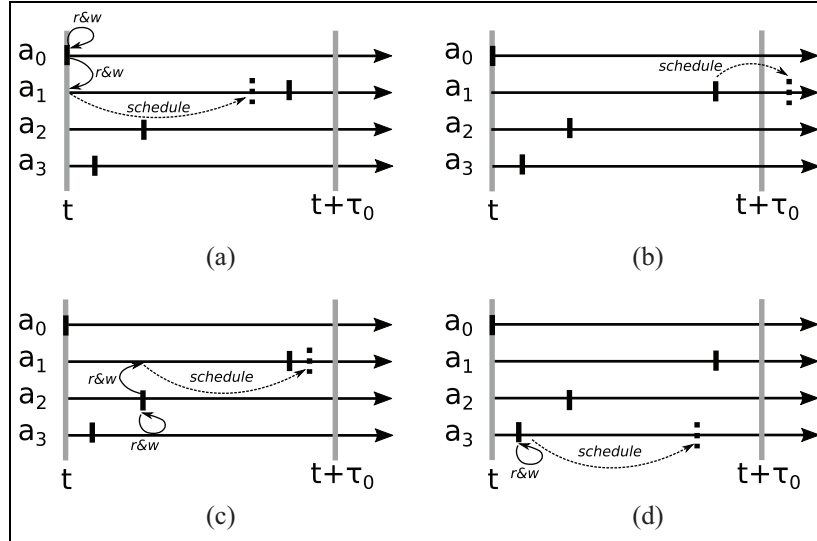 r&w
a0
r&w
a1
schedule
a2
a3
t
t+τ0
(a)
a0
schedule
a1
a2
a3
t
t+τ0
(b)
a0
a1
r&w
schedule
a2
a3
r&w
t
t+τ0
(c)
a0
a1
a2
a3
schedule
r&w
t
t+τ0
(d)